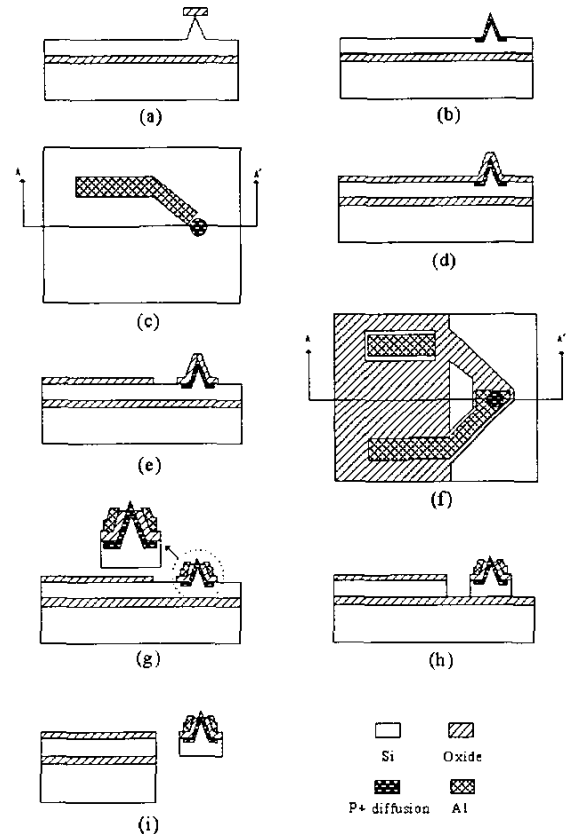 (a)
(b)
A A'
(c)
(d)
(e)
A A'
(f)
(g)
(h)
(i)
Si Oxide
P+ diffusion Al